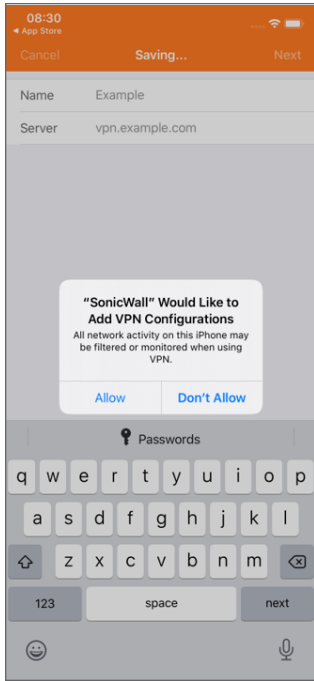 08:30
◀ App Store
Cancel Saving... Next
Name Example
Server vpn.example.com
“SonicWall” Would Like to
Add VPN Configurations
All network activity on this iPhone may
be filtered or monitored when using
VPN.
Allow Don’t Allow
Passwords
q w e r t y u i o p
a s d f g h j k l
z x c v b n m
123 space next